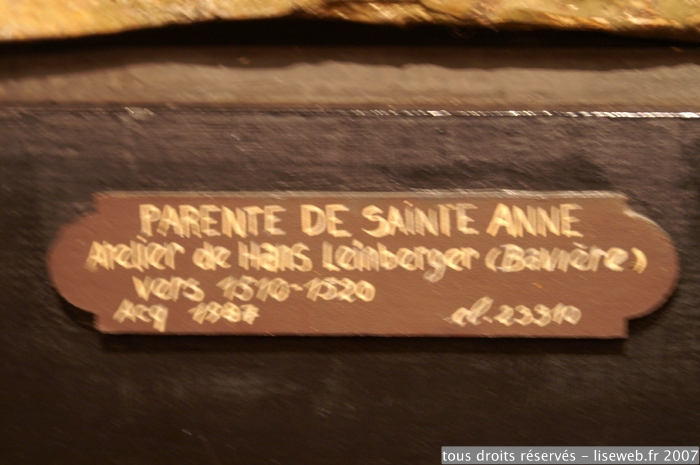 PARENTE DE SAINTE ANNE
Atelier de Hans Leinberger (Bavière)
vers 1510-1520
Acq 1987 cl. 23310
tous droits réservés – liseweb.fr 2007